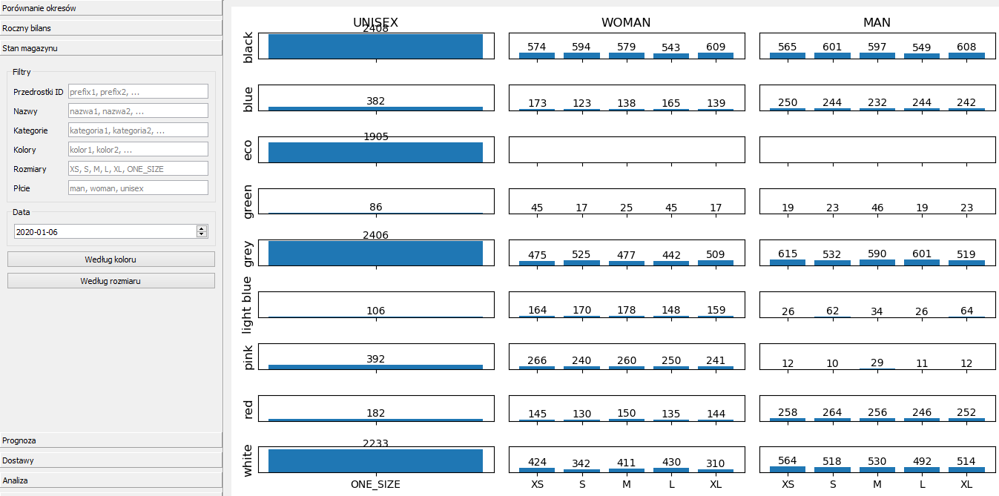 Porównanie okresów
Roczny bilans
Stan magazynu
Filtry
Przedrostki ID prefix1, prefix2, ...
Nazwy nazwa1, nazwa2, ...
Kategorie kategoria1, kategoria2, ...
Kolory kolor1, kolor2, ...
Rozmiary XS, S, M, L, XL, ONE_SIZE
Płcie man, woman, unisex
Data
2020-01-06
Według koloru
Według rozmiaru
Prognoza
Dostawy
Analiza
UNISEX WOMAN MAN
black 2408 574 594 579 543 609 565 601 597 549 608
blue 382 173 123 138 165 139 250 244 232 244 242
eco 1905
green 86 45 17 25 45 17 19 23 46 19 23
grey 2406 475 525 477 442 509 615 532 590 601 519
light blue 106 164 170 178 148 159 26 62 34 26 64
pink 392 266 240 260 250 241 12 10 29 11 12
red 182 145 130 150 135 144 258 264 256 246 252
white 2233 424 342 411 430 310 564 518 530 492 514
ONE_SIZE XS S M L XL XS S M L XL